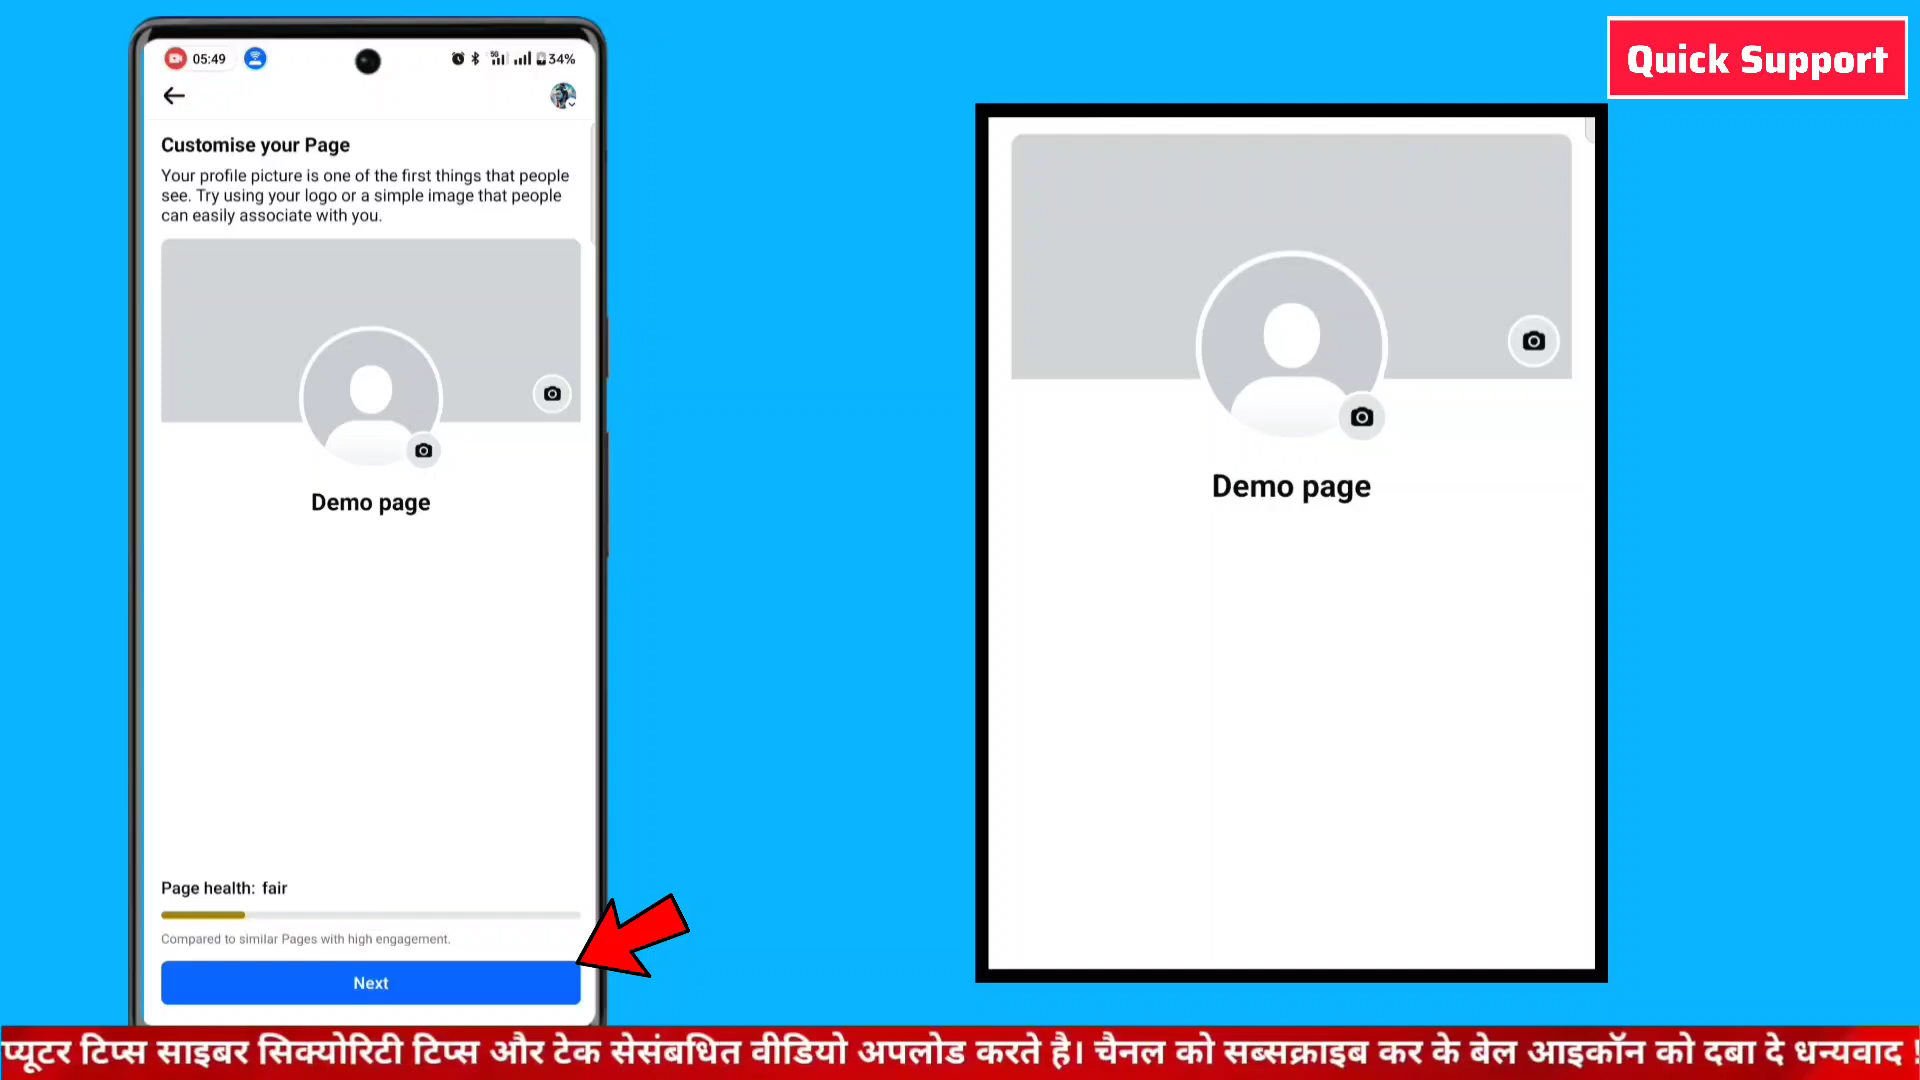 Quick Support
05:49
5G
34%
Customise your Page
Your profile picture is one of the first things that people
see. Try using your logo or a simple image that people
can easily associate with you.
Demo page
Demo page
Page health: fair
Compared to similar Pages with high engagement.
Next
प्यूटर टिप्स साइबर सिक्योरिटी टिप्स और टेक सेसंबधित वीडियो अपलोड करते है। चैनल को सब्सक्राइब कर के बेल आइकॉन को दबा दे धन्यवाद !